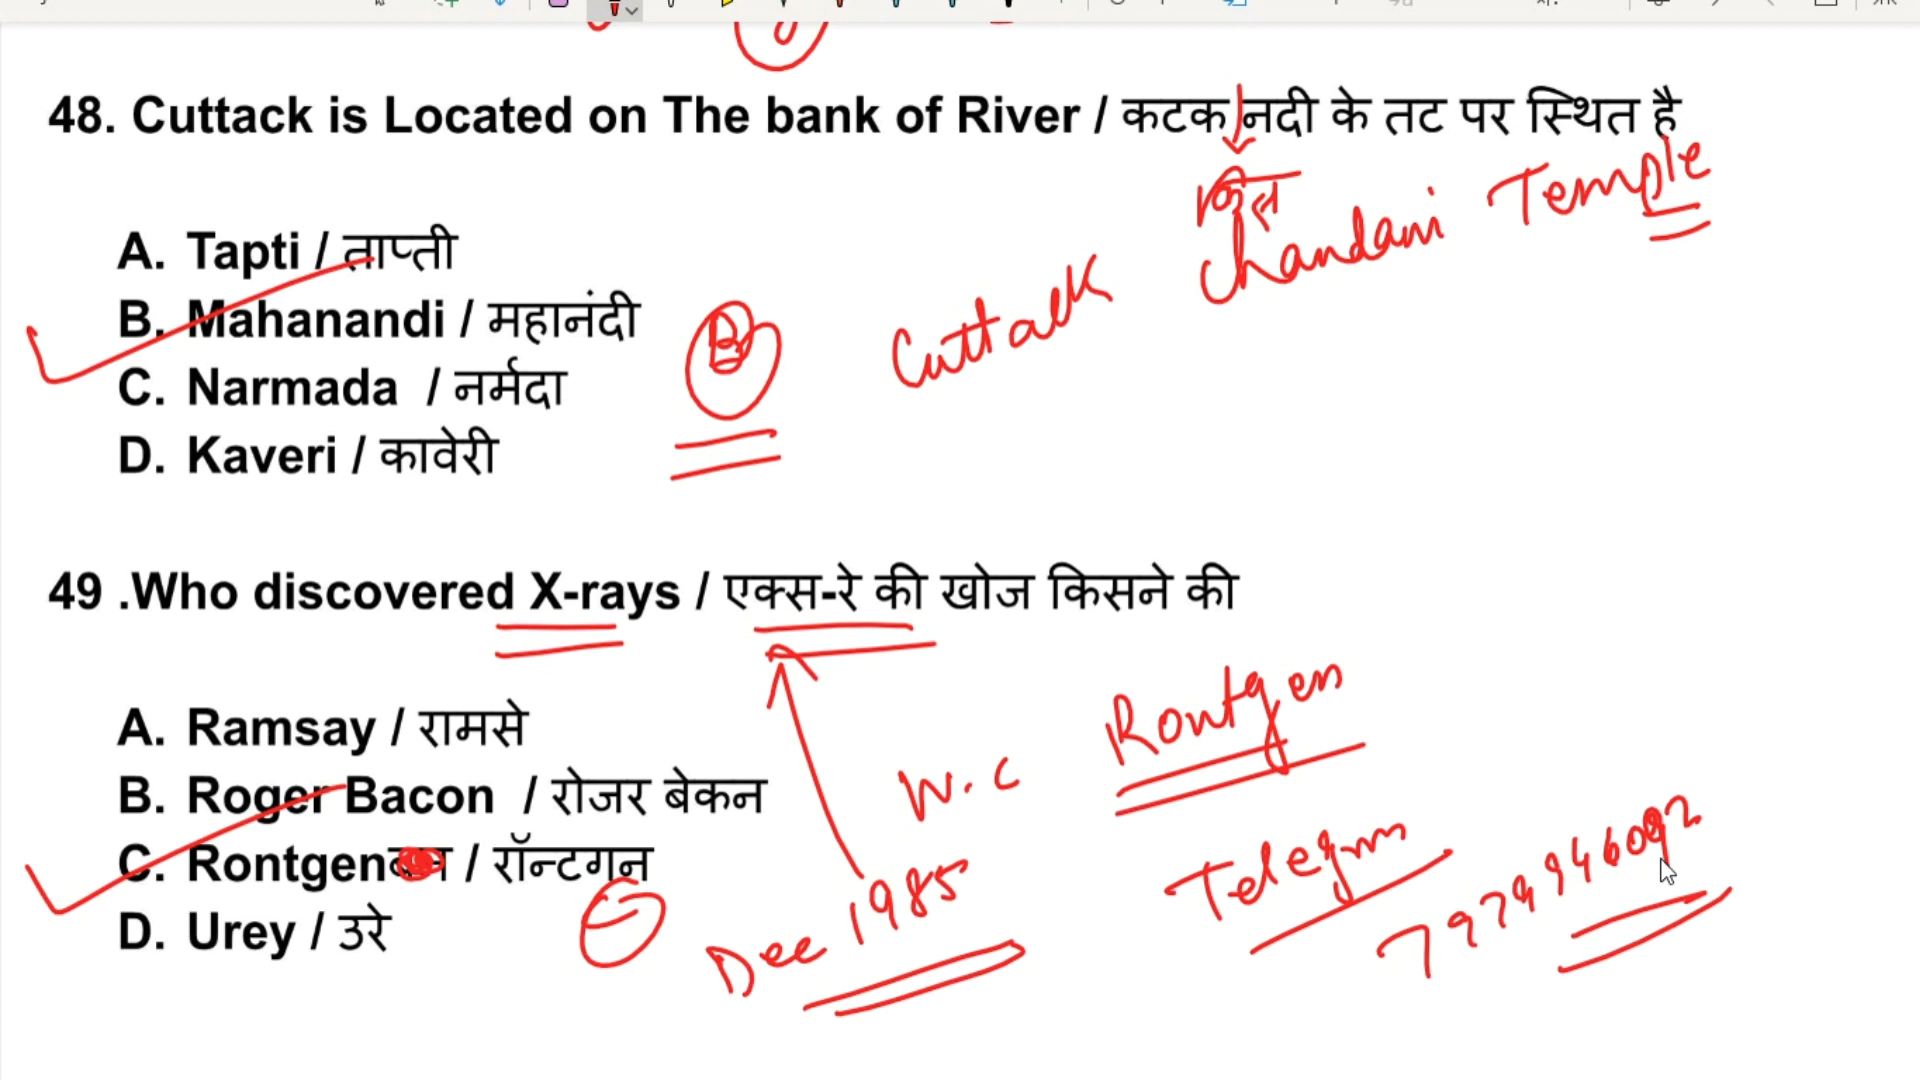 48. Cuttack is Located on The bank of River / कटक नदी के तट पर स्थित है
A. Tapti / ताप्ती
B. Mahanandi / महानंदी
C. Narmada / नर्मदा
D. Kaveri / कावेरी
B
Cuttack Chandani Temple
49 .Who discovered X-rays / एक्स-रे की खोज किसने की
A. Ramsay / रामसे
B. Roger Bacon / रोजर बेकन
C. Rontgen / रॉन्टगन
D. Urey / उरे
C
W.C Rontgen
Dec 1985
Telegram
7979946092